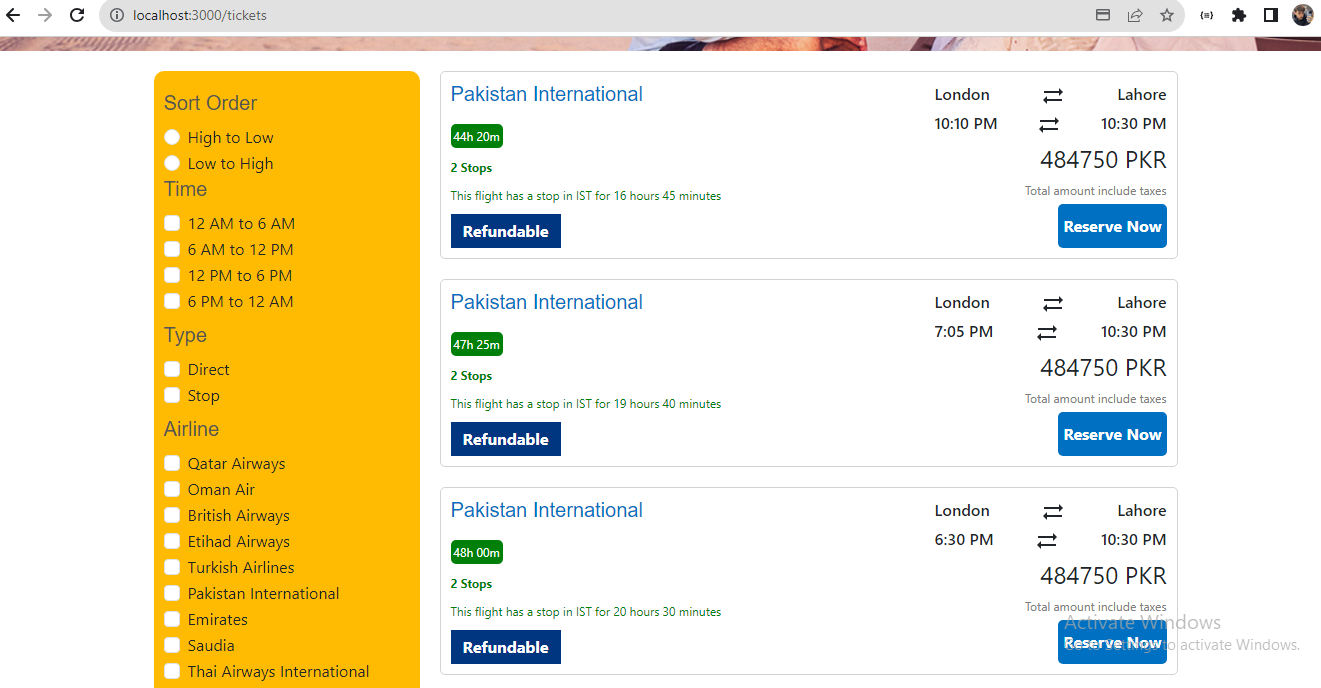 localhost:3000/tickets
Sort Order
High to Low
Low to High
Time
12 AM to 6 AM
6 AM to 12 PM
12 PM to 6 PM
6 PM to 12 AM
Type
Direct
Stop
Airline
Qatar Airways
Oman Air
British Airways
Etihad Airways
Turkish Airlines
Pakistan International
Emirates
Saudia
Thai Airways International
Pakistan International
London Lahore
10:10 PM 10:30 PM
44h 20m
2 Stops
484750 PKR
This flight has a stop in IST for 16 hours 45 minutes
Total amount include taxes
Refundable
Reserve Now
Pakistan International
London Lahore
7:05 PM 10:30 PM
47h 25m
2 Stops
484750 PKR
This flight has a stop in IST for 19 hours 40 minutes
Total amount include taxes
Refundable
Reserve Now
Pakistan International
London Lahore
6:30 PM 10:30 PM
48h 00m
2 Stops
484750 PKR
This flight has a stop in IST for 20 hours 30 minutes
Total amount include taxes
Refundable
Reserve Now
Activate Windows
Go to Settings to activate Windows.